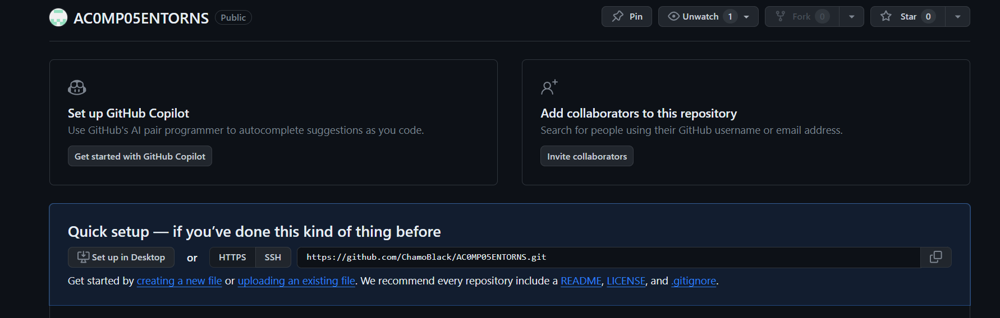 AC0MP05ENTORNS Public Pin Unwatch 1 Fork 0 Star 0
Set up GitHub Copilot
Use GitHub's AI pair programmer to autocomplete suggestions as you code.
Get started with GitHub Copilot
Add collaborators to this repository
Search for people using their GitHub username or email address.
Invite collaborators
Quick setup — if you’ve done this kind of thing before
Set up in Desktop or HTTPS SSH https://github.com/ChamoBlack/AC0MP05ENTORNS.git
Get started by creating a new file or uploading an existing file. We recommend every repository include a README, LICENSE, and .gitignore.